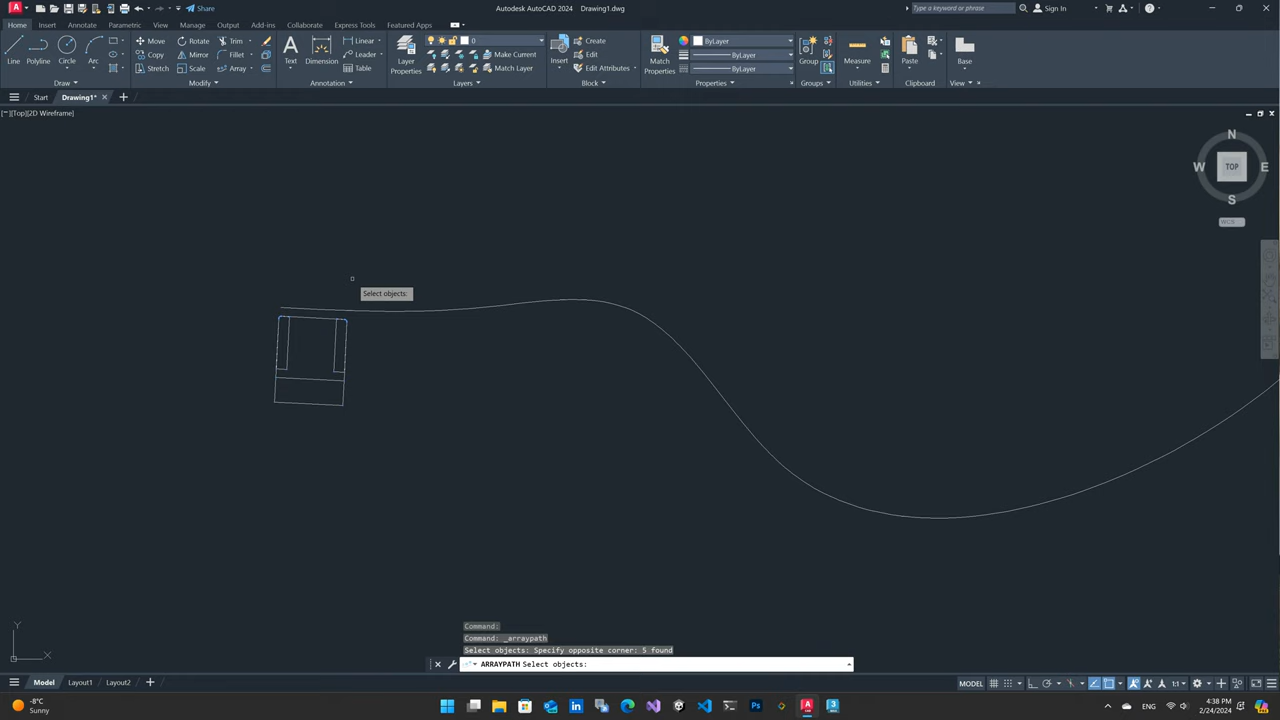 Share
Autodesk AutoCAD 2024 Drawing1.dwg
Type a keyword or phrase
Sign In
Home Insert Annotate Parametric View Manage Output Add-ins Collaborate Express Tools Featured Apps
Line
Polyline
Circle
Arc
Move
Rotate
Trim
Copy
Mirror
Fillet
Stretch
Scale
Array
Text
Dimension
Linear
Leader
Table
Layer
Properties
0
Make Current
Match Layer
Insert
Create
Edit
Edit Attributes
Match
Properties
ByLayer
ByLayer
ByLayer
Group
Measure
Paste
Base
Draw
Modify
Annotation
Layers
Block
Properties
Groups
Utilities
Clipboard
View
Start
Drawing1*
[−][Top][2D Wireframe]
N
W
TOP
E
S
WCS
Select objects:
Y
X
Command:
Command: _arraypath
Select objects: Specify opposite corner: 5 found
ARRAYPATH Select objects:
Model Layout1 Layout2
MODEL
1:1
-8°C
Sunny
ENG
4:38 PM
2/24/2024